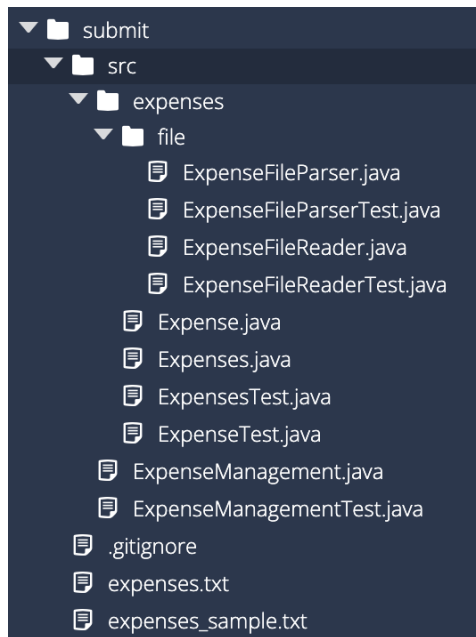 submit
src
expenses
file
ExpenseFileParser.java
ExpenseFileParserTest.java
ExpenseFileReader.java
ExpenseFileReaderTest.java
Expense.java
Expenses.java
ExpensesTest.java
ExpenseTest.java
ExpenseManagement.java
ExpenseManagementTest.java
.gitignore
expenses.txt
expenses_sample.txt